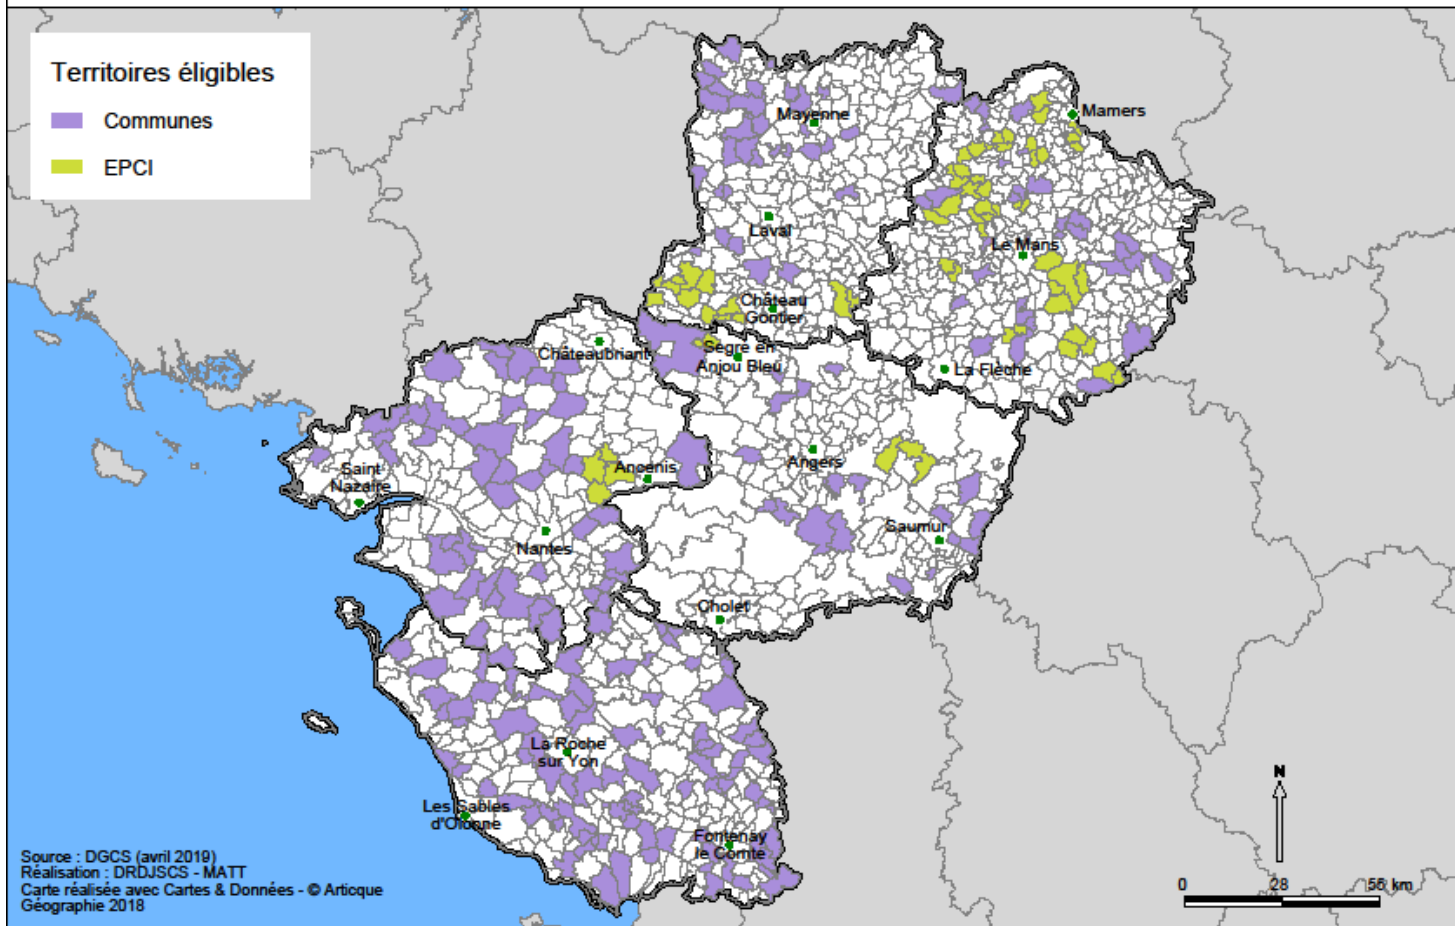 Territoires éligibles
Communes
EPCI
Mayenne
Mamers
Laval
Le Mans
Château
Gontier
Châteaubriant
Segré en
Anjou Bleu
La Flèche
Saint
Nazaire
Ancenis
Angers
Nantes
Saumur
Cholet
La Roche
sur Yon
Les Sables
d'Olonne
Fontenay
le Comte
N
0 28 55 km
Source : DGCS (avril 2019)
Réalisation : DRDJSCS - MATT
Carte réalisée avec Cartes & Données - © Articque
Géographie 2018